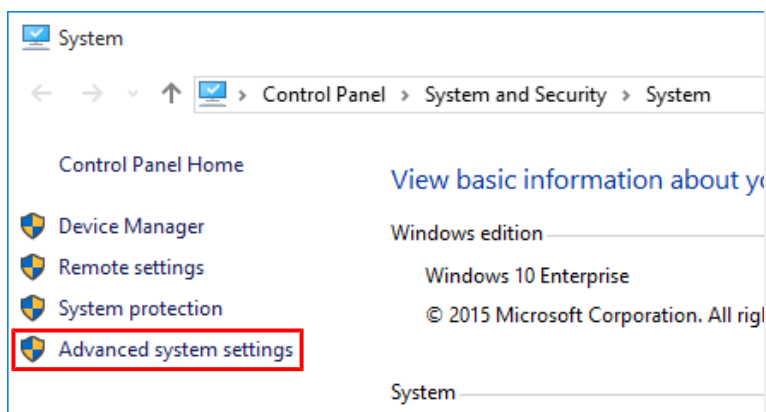 System
Control Panel > System and Security > System
Control Panel Home
Device Manager
Remote settings
System protection
Advanced system settings
View basic information about
Windows edition
Windows 10 Enterprise
© 2015 Microsoft Corporation. All
System